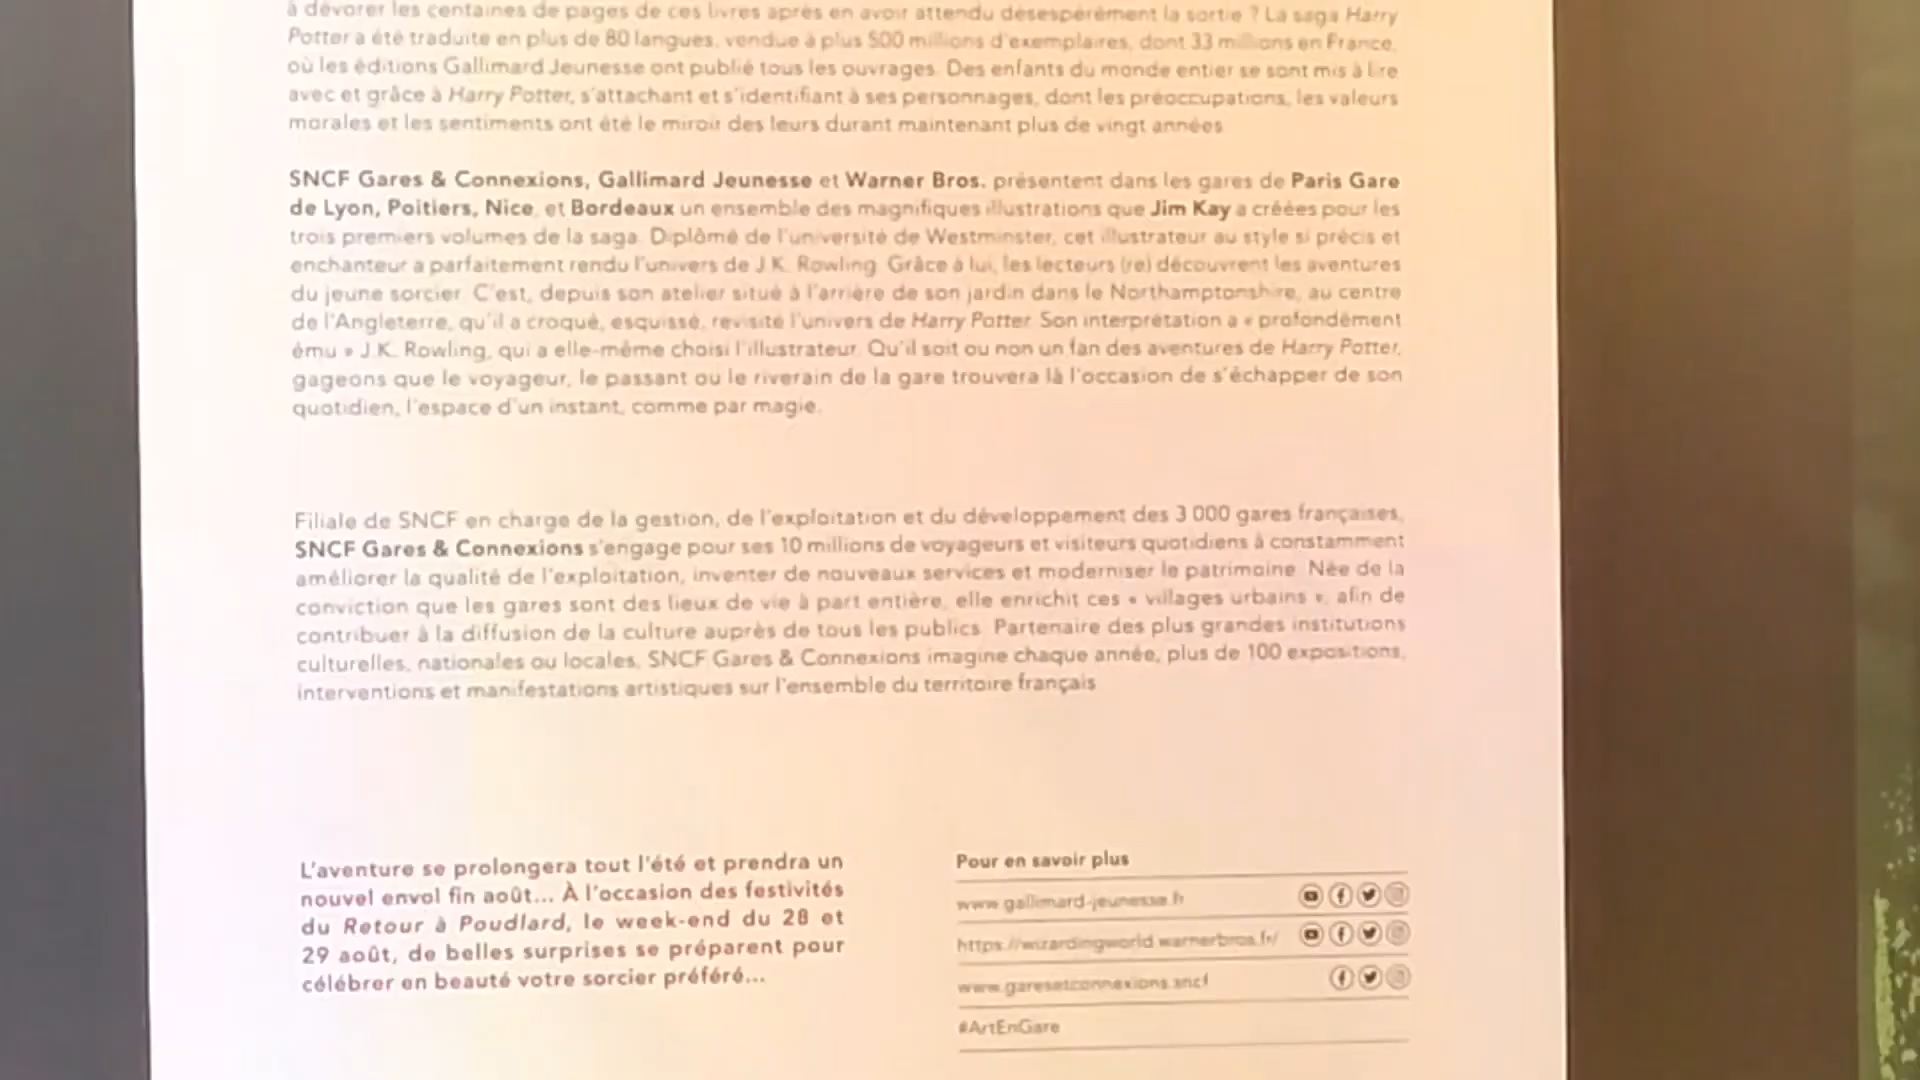 à dévorer les centaines de pages de ces livres après en avoir attendu désespérément la sortie ? La saga Harry
Potter a été traduite en plus de 80 langues, vendue à plus 500 millions d'exemplaires, dont 33 millions en France,
où les éditions Gallimard Jeunesse ont publié tous les ouvrages. Des enfants du monde entier se sont mis à lire
avec et grâce à Harry Potter, s'attachant et s'identifiant à ses personnages, dont les préoccupations, les valeurs
morales et les sentiments ont été le miroir des leurs durant maintenant plus de vingt années.
SNCF Gares & Connexions, Gallimard Jeunesse et Warner Bros. présentent dans les gares de Paris Gare
de Lyon, Poitiers, Nice, et Bordeaux un ensemble des magnifiques illustrations que Jim Kay a créées pour les
trois premiers volumes de la saga. Diplômé de l'université de Westminster, cet illustrateur au style si précis et
enchanteur a parfaitement rendu l'univers de J.K. Rowling. Grâce à lui, les lecteurs (re) découvrent les aventures
du jeune sorcier. C'est, depuis son atelier situé à l'arrière de son jardin dans le Northamptonshire, au centre
de l'Angleterre, qu'il a croqué, esquissé, revisité l'univers de Harry Potter. Son interprétation a « profondément
ému » J.K. Rowling, qui a elle-même choisi l'illustrateur. Qu'il soit ou non un fan des aventures de Harry Potter,
gageons que le voyageur, le passant ou le riverain de la gare trouvera là l'occasion de s'échapper de son
quotidien, l'espace d'un instant, comme par magie.
Filiale de SNCF en charge de la gestion, de l'exploitation et du développement des 3 000 gares françaises,
SNCF Gares & Connexions s'engage pour ses 10 millions de voyageurs et visiteurs quotidiens à constamment
améliorer la qualité de l'exploitation, inventer de nouveaux services et moderniser le patrimoine. Née de la
conviction que les gares sont des lieux de vie à part entière, elle enrichit ces « villages urbains », afin de
contribuer à la diffusion de la culture auprès de tous les publics. Partenaire des plus grandes institutions
culturelles, nationales ou locales, SNCF Gares & Connexions imagine chaque année, plus de 100 expositions,
interventions et manifestations artistiques sur l'ensemble du territoire français.
L'aventure se prolongera tout l'été et prendra un
nouvel envol fin août... À l'occasion des festivités
du Retour à Poudlard, le week-end du 28 et
29 août, de belles surprises se préparent pour
célébrer en beauté votre sorcier préféré...
Pour en savoir plus
www.gallimard-jeunesse.fr
https://wizardingworld.warnerbros.fr/
www.garesetconnexions.sncf
#ArtEnGare